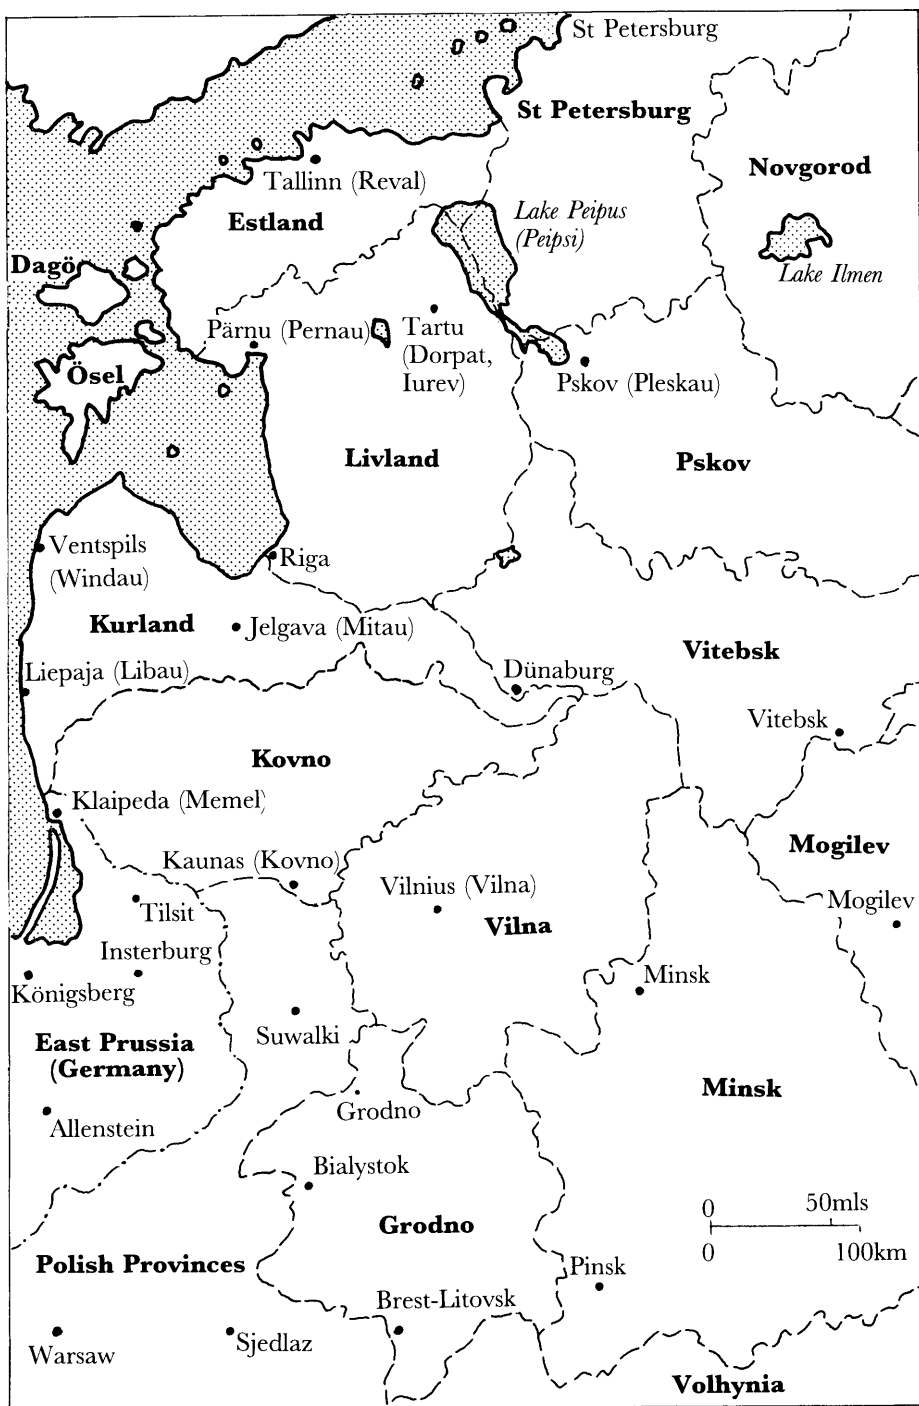 St Petersburg
St Petersburg
Novgorod
Tallinn (Reval)
Estland
Lake Peipus
(Peipsi)
Dagö
Lake Ilmen
Pärnu (Pernau)
Tartu
(Dorpat,
Iurev)
Ösel
Pskov (Pleskau)
Livland
Pskov
Ventspils
(Windau)
Riga
Kurland
Jelgava (Mitau)
Vitebsk
Liepaja (Libau)
Dünaburg
Vitebsk
Kovno
Klaipeda (Memel)
Mogilev
Kaunas (Kovno)
Vilnius (Vilna)
Mogilev
Tilsit
Vilna
Insterburg
Minsk
Königsberg
Suwalki
East Prussia
(Germany)
Minsk
Grodno
Allenstein
Bialystok
0 50mls
Grodno
0 100km
Polish Provinces
Pinsk
Brest-Litovsk
Warsaw
Sjedlaz
Volhynia